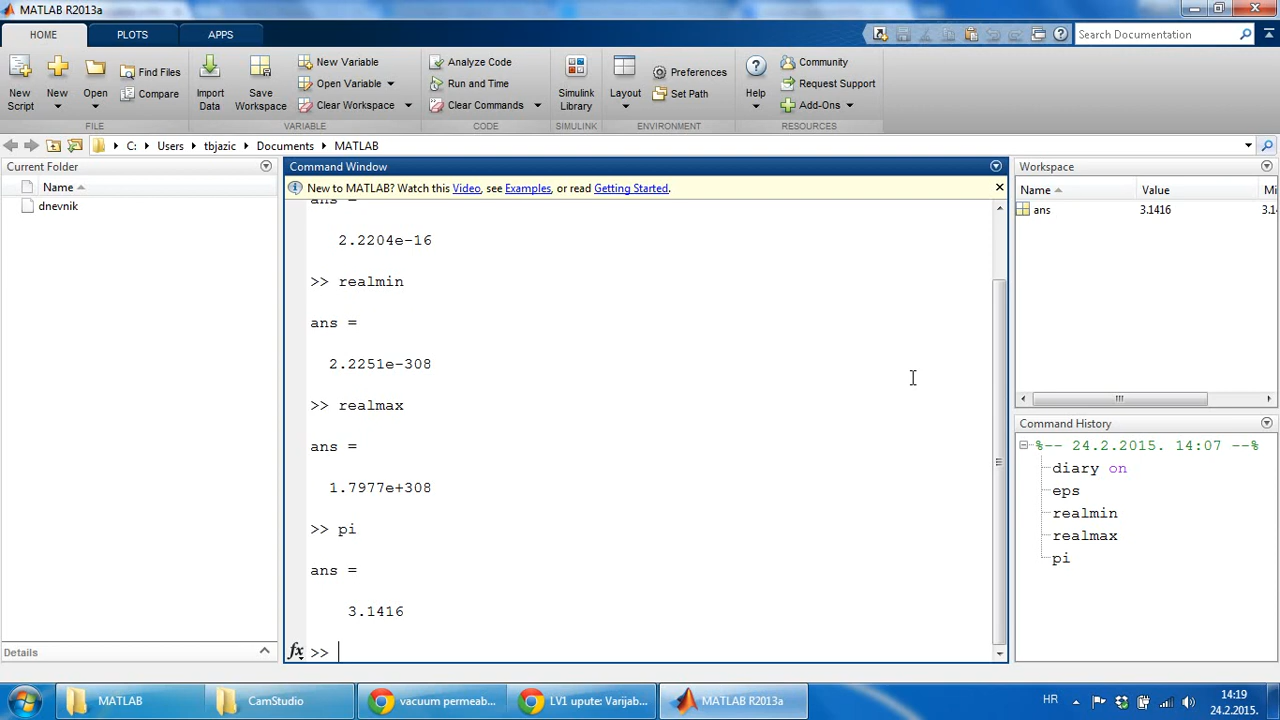 MATLAB R2013a
HOME PLOTS APPS
Search Documentation
New Script
New
Open
Find Files
Compare
FILE
Import Data
Save Workspace
New Variable
Open Variable
Clear Workspace
VARIABLE
Analyze Code
Run and Time
Clear Commands
CODE
Simulink Library
SIMULINK
Layout
Preferences
Set Path
ENVIRONMENT
Help
Community
Request Support
Add-Ons
RESOURCES
C: Users tbjazic Documents MATLAB
Current Folder
Name
dnevnik
Details
Command Window
New to MATLAB? Watch this Video, see Examples, or read Getting Started.
ans =
2.2204e-16
>> realmin
ans =
2.2251e-308
>> realmax
ans =
1.7977e+308
>> pi
ans =
3.1416
fx >>
Workspace
Name Value Mi
ans 3.1416 3.1
Command History
%-- 24.2.2015. 14:07 --%
diary on
eps
realmin
realmax
pi
MATLAB
CamStudio
vacuum permeab...
LV1 upute: Varijab...
MATLAB R2013a
HR
14:19
24.2.2015.